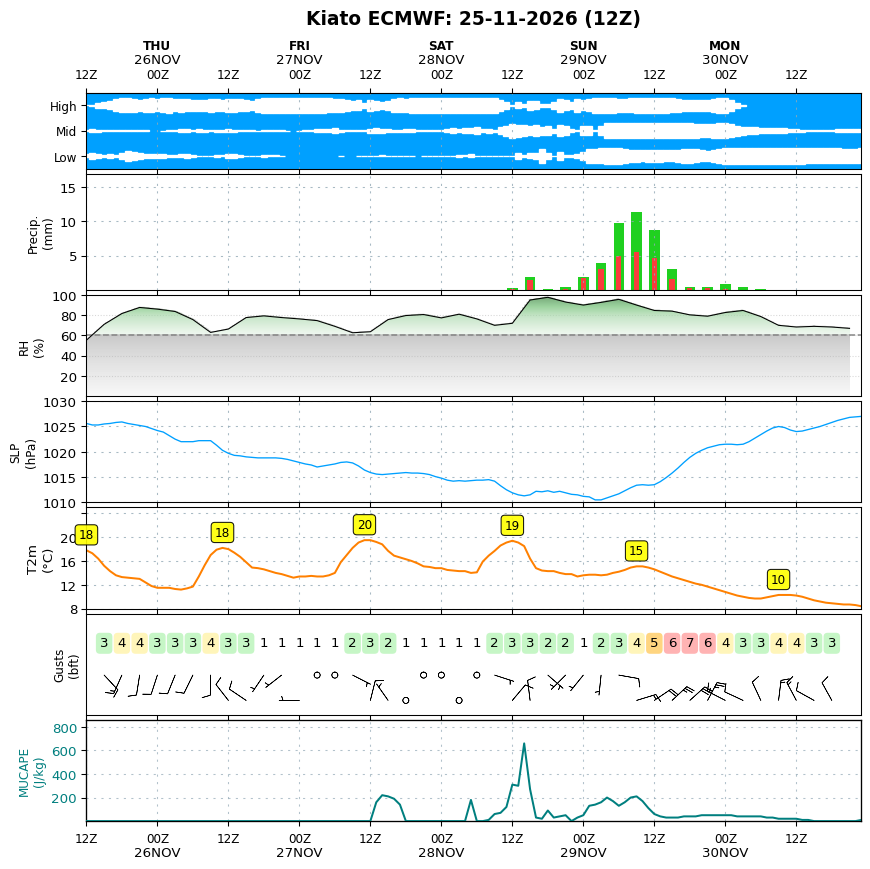 Kiato ECMWF: 25-11-2026 (12Z)
THU FRI SAT SUN MON
26NOV 27NOV 28NOV 29NOV 30NOV
12Z 00Z 12Z 00Z 12Z 00Z 12Z 00Z 12Z 00Z 12Z
High
Mid
Low
Precip.
(mm)
15
10
5
RH
(%)
100
80
60
40
20
SLP
(hPa)
1030
1025
1020
1015
1010
T2m
(°C)
20
16
12
8
18 18 20 19 15 10
Gusts
(bft)
3 4 4 3 3 3 4 3 3 1 1 1 1 1 2 3 2 1 1 1 1 1 2 3 3 2 2 1 2 3 4 5 6 7 6 4 3 3 4 4 3 3
MUCAPE
(J/kg)
800
600
400
200
12Z 00Z 12Z 00Z 12Z 00Z 12Z 00Z 12Z 00Z 12Z
26NOV 27NOV 28NOV 29NOV 30NOV